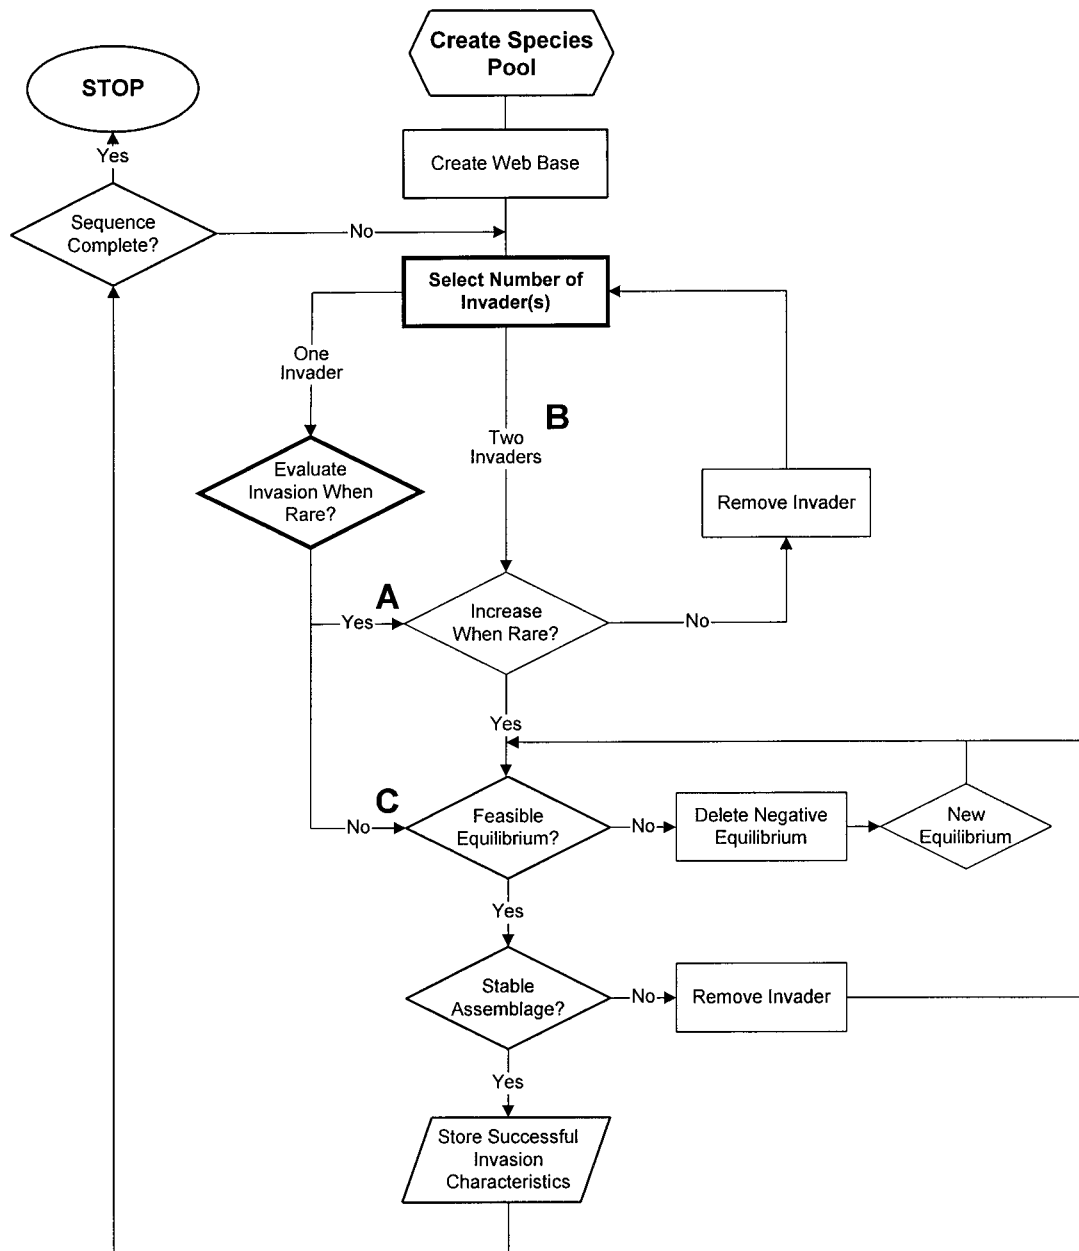 Create Species
Pool
STOP
Yes
Create Web Base
Sequence
Complete?
No
Select Number of
Invader(s)
One
Invader
B
Two
Invaders
Evaluate
Invasion When
Rare?
Remove Invader
A
Yes
Increase
When Rare?
No
Yes
C
No
Feasible
Equilibrium?
No
Delete Negative
Equilibrium
New
Equilibrium
Yes
Stable
Assemblage?
No
Remove Invader
Yes
Store Successful
Invasion
Characteristics